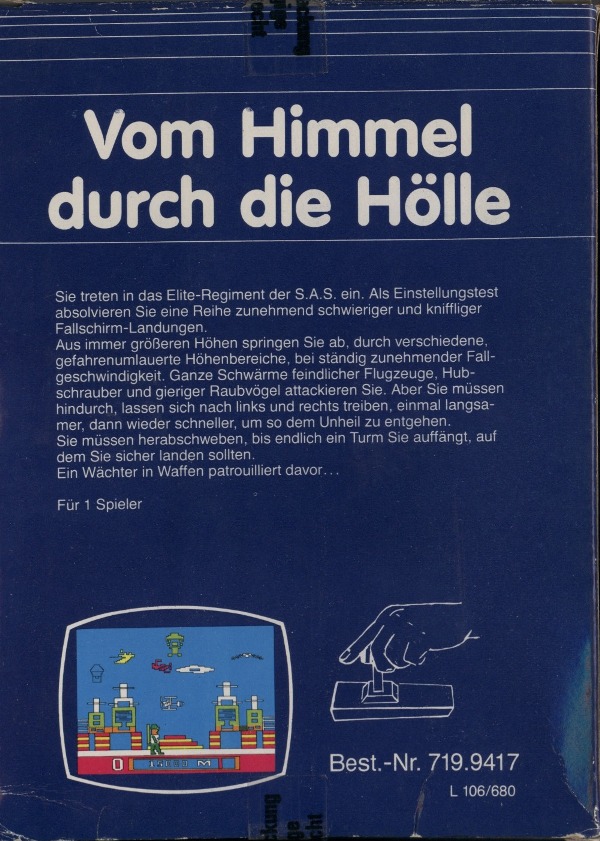 Vom Himmel
durch die Hölle
Sie treten in das Elite-Regiment der S.A.S. ein. Als Einstellungstest
absolvieren Sie eine Reihe zunehmend schwieriger und kniffliger
Fallschirm-Landungen.
Aus immer größeren Höhen springen Sie ab, durch verschiedene,
gefahrenumlauerte Höhenbereiche, bei ständig zunehmender Fall-
geschwindigkeit. Ganze Schwärme feindlicher Flugzeuge, Hub-
schrauber und gieriger Raubvögel attackieren Sie. Aber Sie müssen
hindurch, lassen sich nach links und rechts treiben, einmal langsa-
mer, dann wieder schneller, um so dem Unheil zu entgehen.
Sie müssen herabschweben, bis endlich ein Turm Sie auffängt, auf
dem Sie sicher landen sollten.
Ein Wächter in Waffen patrouilliert davor...
Für 1 Spieler
0 M
Best.-Nr. 719.9417
L 106/680
ckung
ge
cht